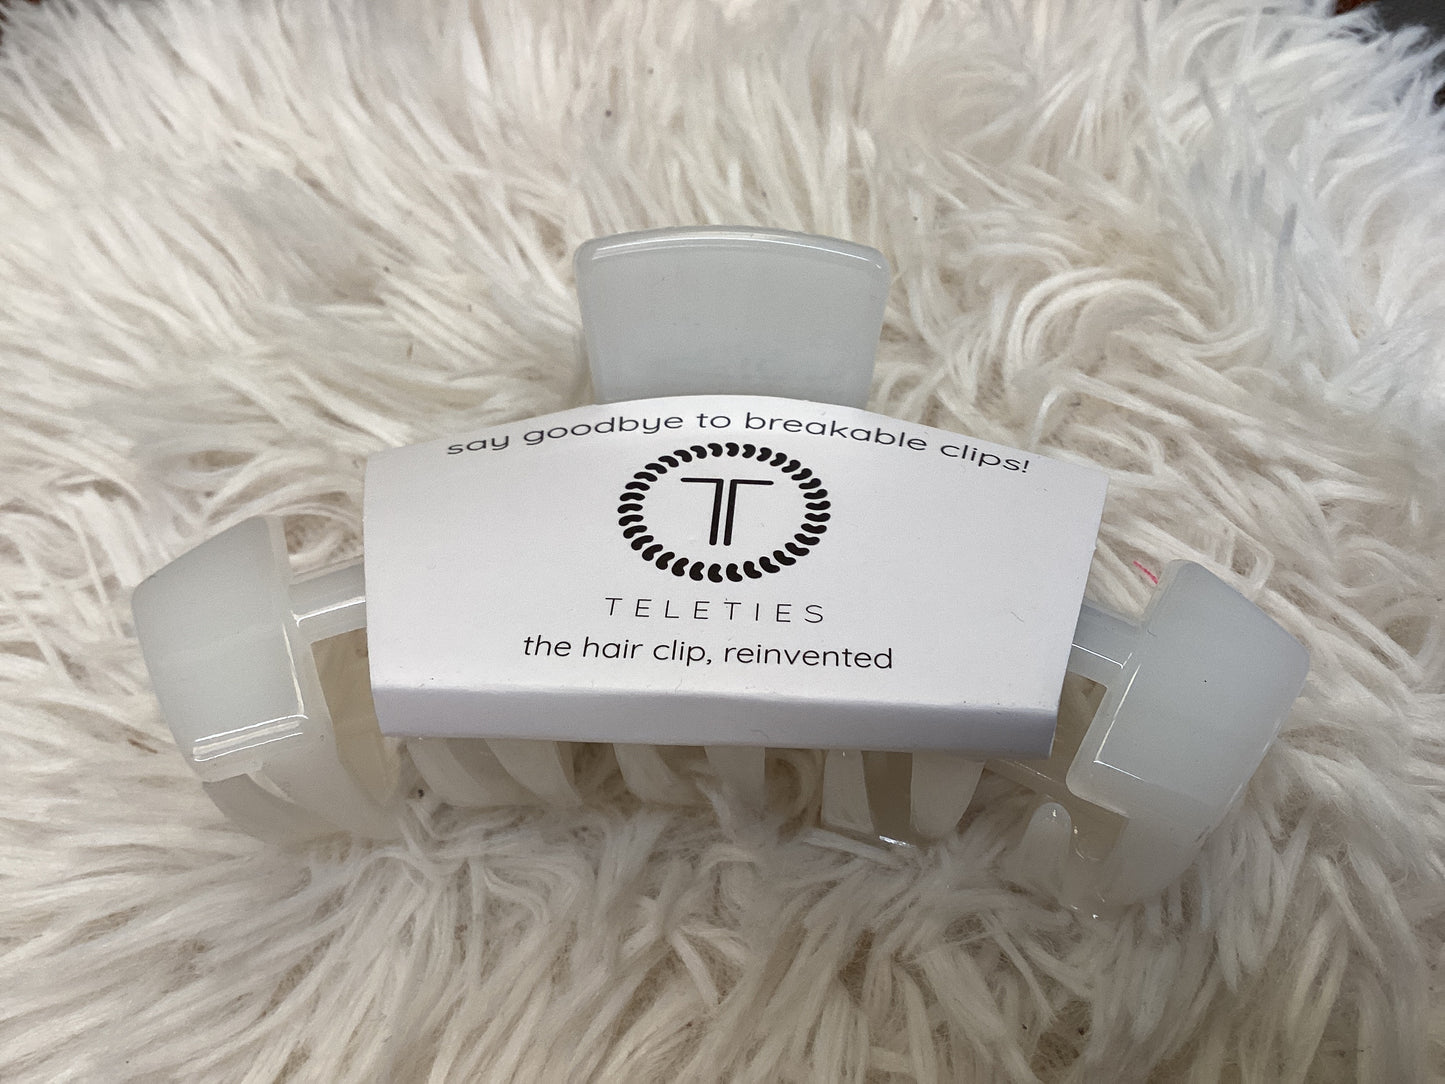 say goodbye to breakable clips!
T
TELETIES
the hair clip, reinvented